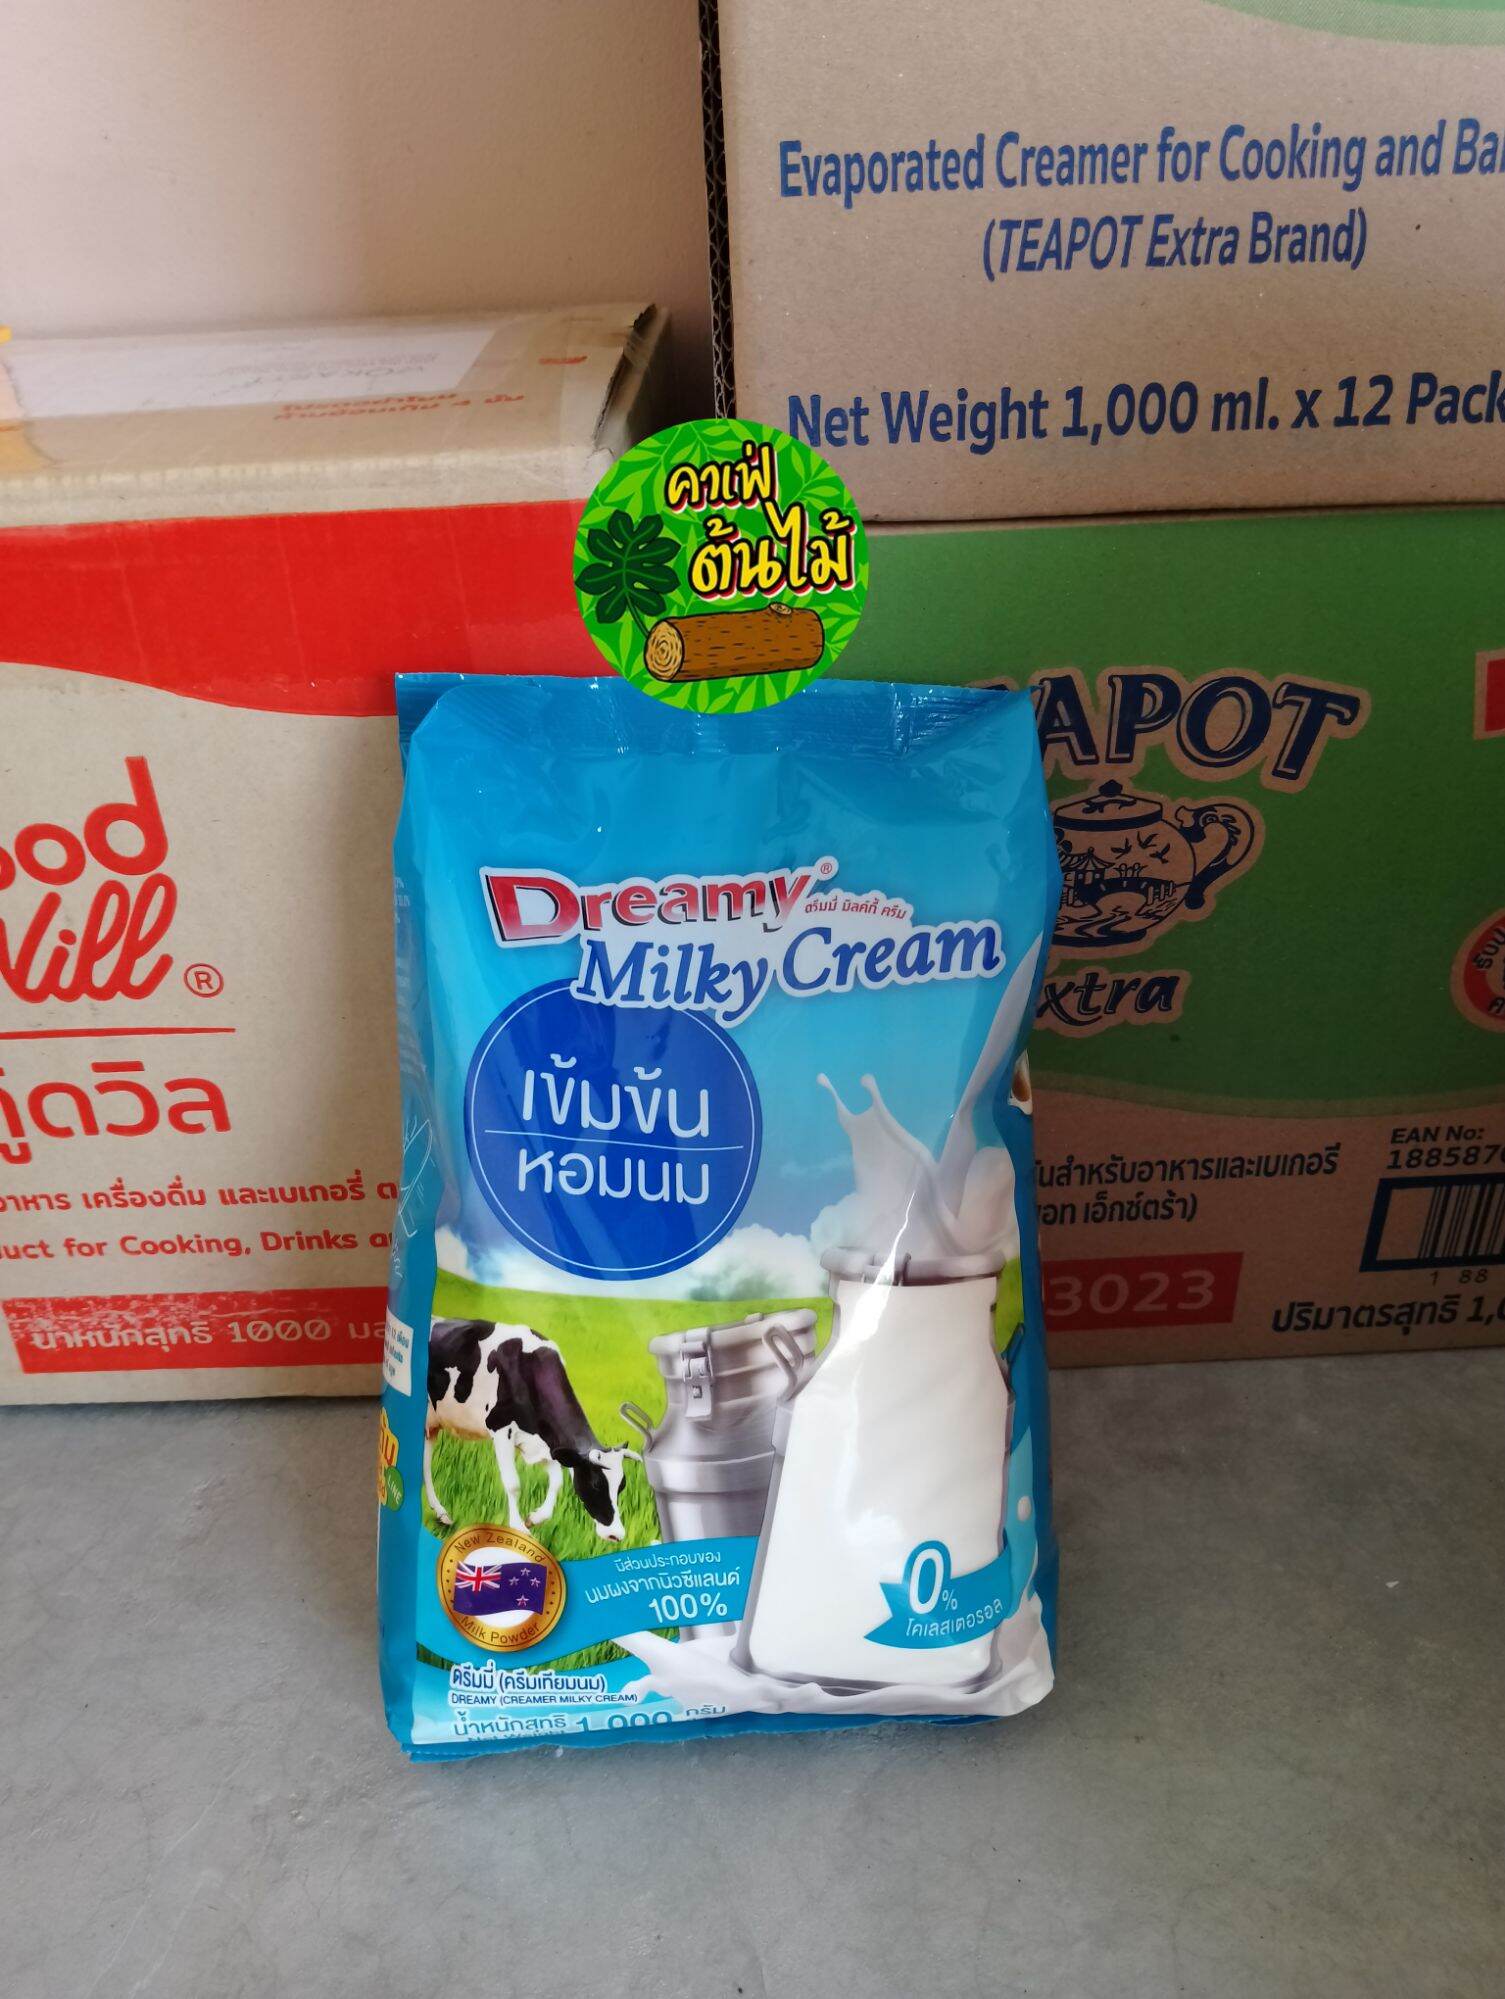 Evaporated Creamer for Cooking and
(TEAPOT Extra Brand)
Net Weight 1,000 ml. x 12 Pack
คาเฟ่
ต้นไม้
®
กู๊ดวิล
อาหาร เครื่องดื่ม และเบเกอรี่
for Cooking, Drinks
น้ำหนักสุทธิ 1000
TEAPOT
Extra
EAN No:
สำหรับอาหารและเบเกอรี่
เอ็กซ์ตร้า)
3023
ปริมาตรสุทธิ
Dreamy®
ดรีมมี่ มิลค์กี้ ครีม
Milky Cream
เข้มข้น
หอมนม
New Zealand
Milk Powder
มีส่วนประกอบของ
นมผงจากนิวซีแลนด์
100%
0%
โคเลสเตอรอล
ดรีมมี่ (ครีมเทียมนม)
DREAMY (CREAMER MILKY CREAM)
น้ำหนักสุทธิ 1,000 กรัม
LINE